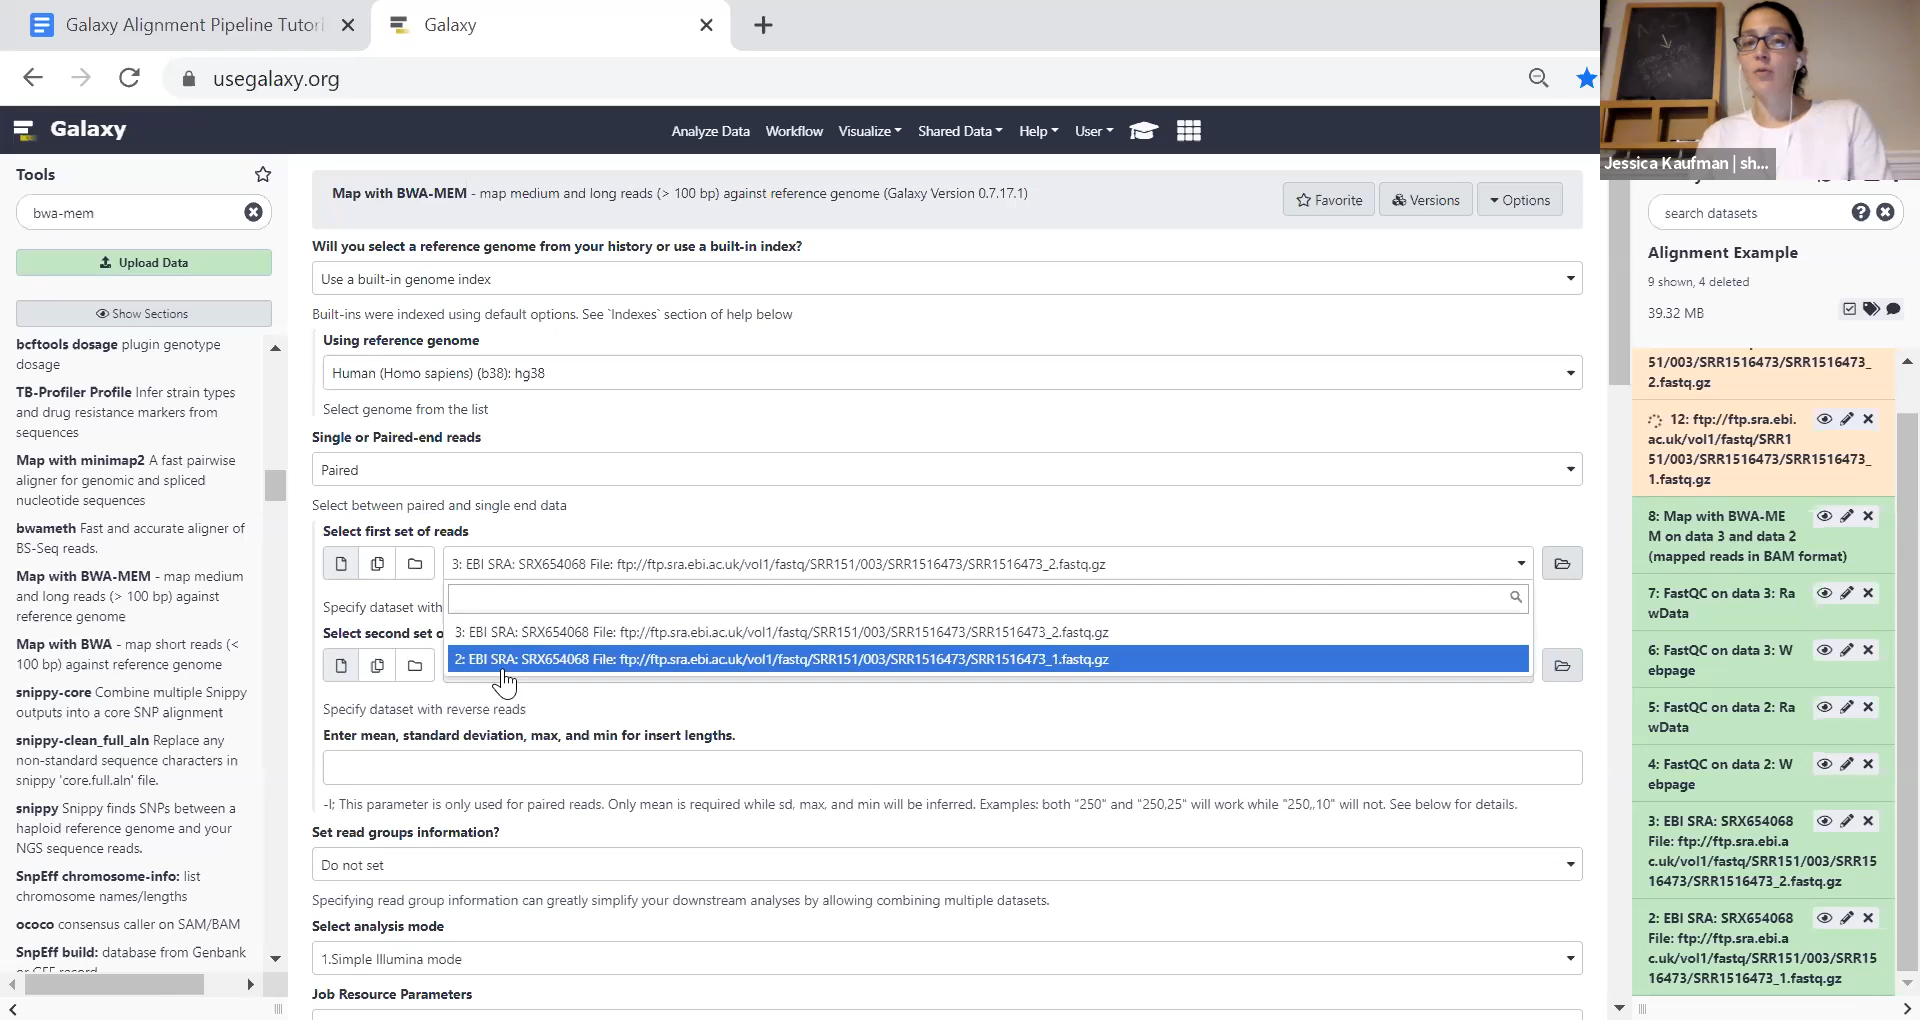 Galaxy Alignment Pipeline Tutori
Galaxy
usegalaxy.org
Jessica Kaufman | sh...
Galaxy
Analyze Data
Workflow
Visualize
Shared Data
Help
User
Tools
bwa-mem
Upload Data
Show Sections
bcftools dosage plugin genotype
dosage
TB-Profiler Profile Infer strain types
and drug resistance markers from
sequences
Map with minimap2 A fast pairwise
aligner for genomic and spliced
nucleotide sequences
bwameth Fast and accurate aligner of
BS-Seq reads.
Map with BWA-MEM - map medium
and long reads (> 100 bp) against
reference genome
Map with BWA - map short reads (<
100 bp) against reference genome
snippy-core Combine multiple Snippy
outputs into a core SNP alignment
snippy-clean_full_aln Replace any
non-standard sequence characters in
snippy 'core.full.aln' file.
snippy Snippy finds SNPs between a
haploid reference genome and your
NGS sequence reads.
SnpEff chromosome-info: list
chromosome names/lengths
ococo consensus caller on SAM/BAM
SnpEff build: database from Genbank
or GFF record
Map with BWA-MEM - map medium and long reads (> 100 bp) against reference genome (Galaxy Version 0.7.17.1)
Favorite
Versions
Options
Will you select a reference genome from your history or use a built-in index?
Use a built-in genome index
Built-ins were indexed using default options. See `Indexes` section of help below
Using reference genome
Human (Homo sapiens) (b38): hg38
Select genome from the list
Single or Paired-end reads
Paired
Select between paired and single end data
Select first set of reads
3: EBI SRA: SRX654068 File: ftp://ftp.sra.ebi.ac.uk/vol1/fastq/SRR151/003/SRR1516473/SRR1516473_2.fastq.gz
Specify dataset with
3: EBI SRA: SRX654068 File: ftp://ftp.sra.ebi.ac.uk/vol1/fastq/SRR151/003/SRR1516473/SRR1516473_2.fastq.gz
Select second set o
2: EBI SRA: SRX654068 File: ftp://ftp.sra.ebi.ac.uk/vol1/fastq/SRR151/003/SRR1516473/SRR1516473_1.fastq.gz
Specify dataset with reverse reads
Enter mean, standard deviation, max, and min for insert lengths.
-I; This parameter is only used for paired reads. Only mean is required while sd, max, and min will be inferred. Examples: both "250" and "250,25" will work while "250,,10" will not. See below for details.
Set read groups information?
Do not set
Specifying read group information can greatly simplify your downstream analyses by allowing combining multiple datasets.
Select analysis mode
1.Simple Illumina mode
Job Resource Parameters
search datasets
Alignment Example
9 shown, 4 deleted
39.32 MB
51/003/SRR1516473/SRR1516473_
2.fastq.gz
12: ftp://ftp.sra.ebi.
ac.uk/vol1/fastq/SRR1
51/003/SRR1516473/SRR1516473_
1.fastq.gz
8: Map with BWA-ME
M on data 3 and data 2
(mapped reads in BAM format)
7: FastQC on data 3: Ra
wData
6: FastQC on data 3: W
ebpage
5: FastQC on data 2: Ra
wData
4: FastQC on data 2: W
ebpage
3: EBI SRA: SRX654068
File: ftp://ftp.sra.ebi.a
c.uk/vol1/fastq/SRR151/003/SRR15
16473/SRR1516473_2.fastq.gz
2: EBI SRA: SRX654068
File: ftp://ftp.sra.ebi.a
c.uk/vol1/fastq/SRR151/003/SRR15
16473/SRR1516473_1.fastq.gz